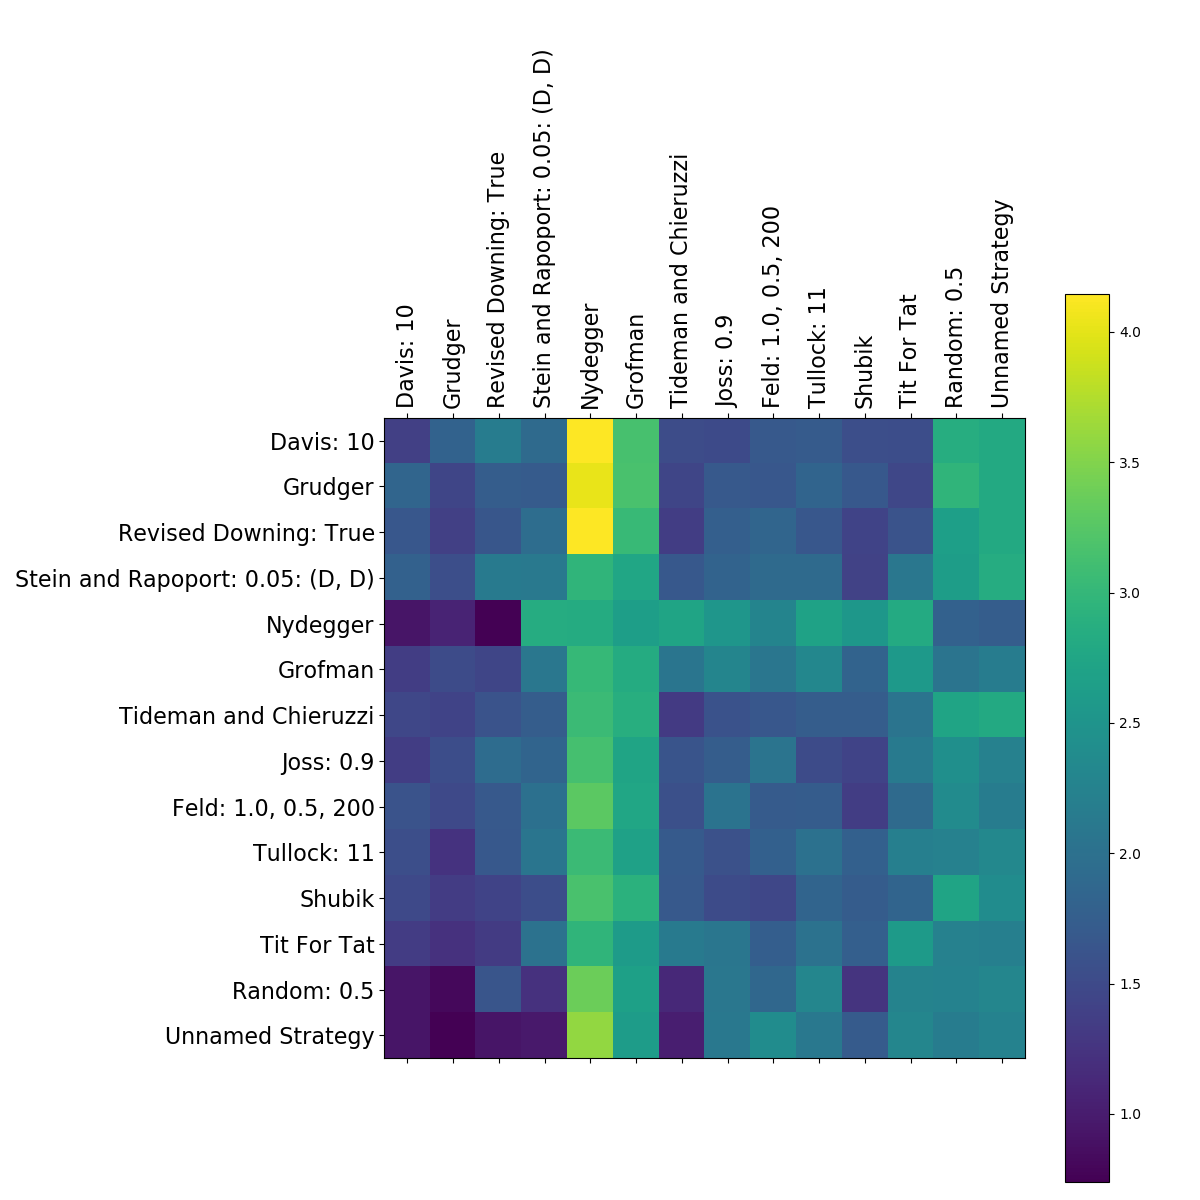 Davis: 10
Grudger
Revised Downing: True
Stein and Rapoport: 0.05: (D, D)
Nydegger
Grofman
Tideman and Chieruzzi
Joss: 0.9
Feld: 1.0, 0.5, 200
Tullock: 11
Shubik
Tit For Tat
Random: 0.5
Unnamed Strategy
Davis: 10
Grudger
Revised Downing: True
Stein and Rapoport: 0.05: (D, D)
Nydegger
Grofman
Tideman and Chieruzzi
Joss: 0.9
Feld: 1.0, 0.5, 200
Tullock: 11
Shubik
Tit For Tat
Random: 0.5
Unnamed Strategy
4.0
3.5
3.0
2.5
2.0
1.5
1.0